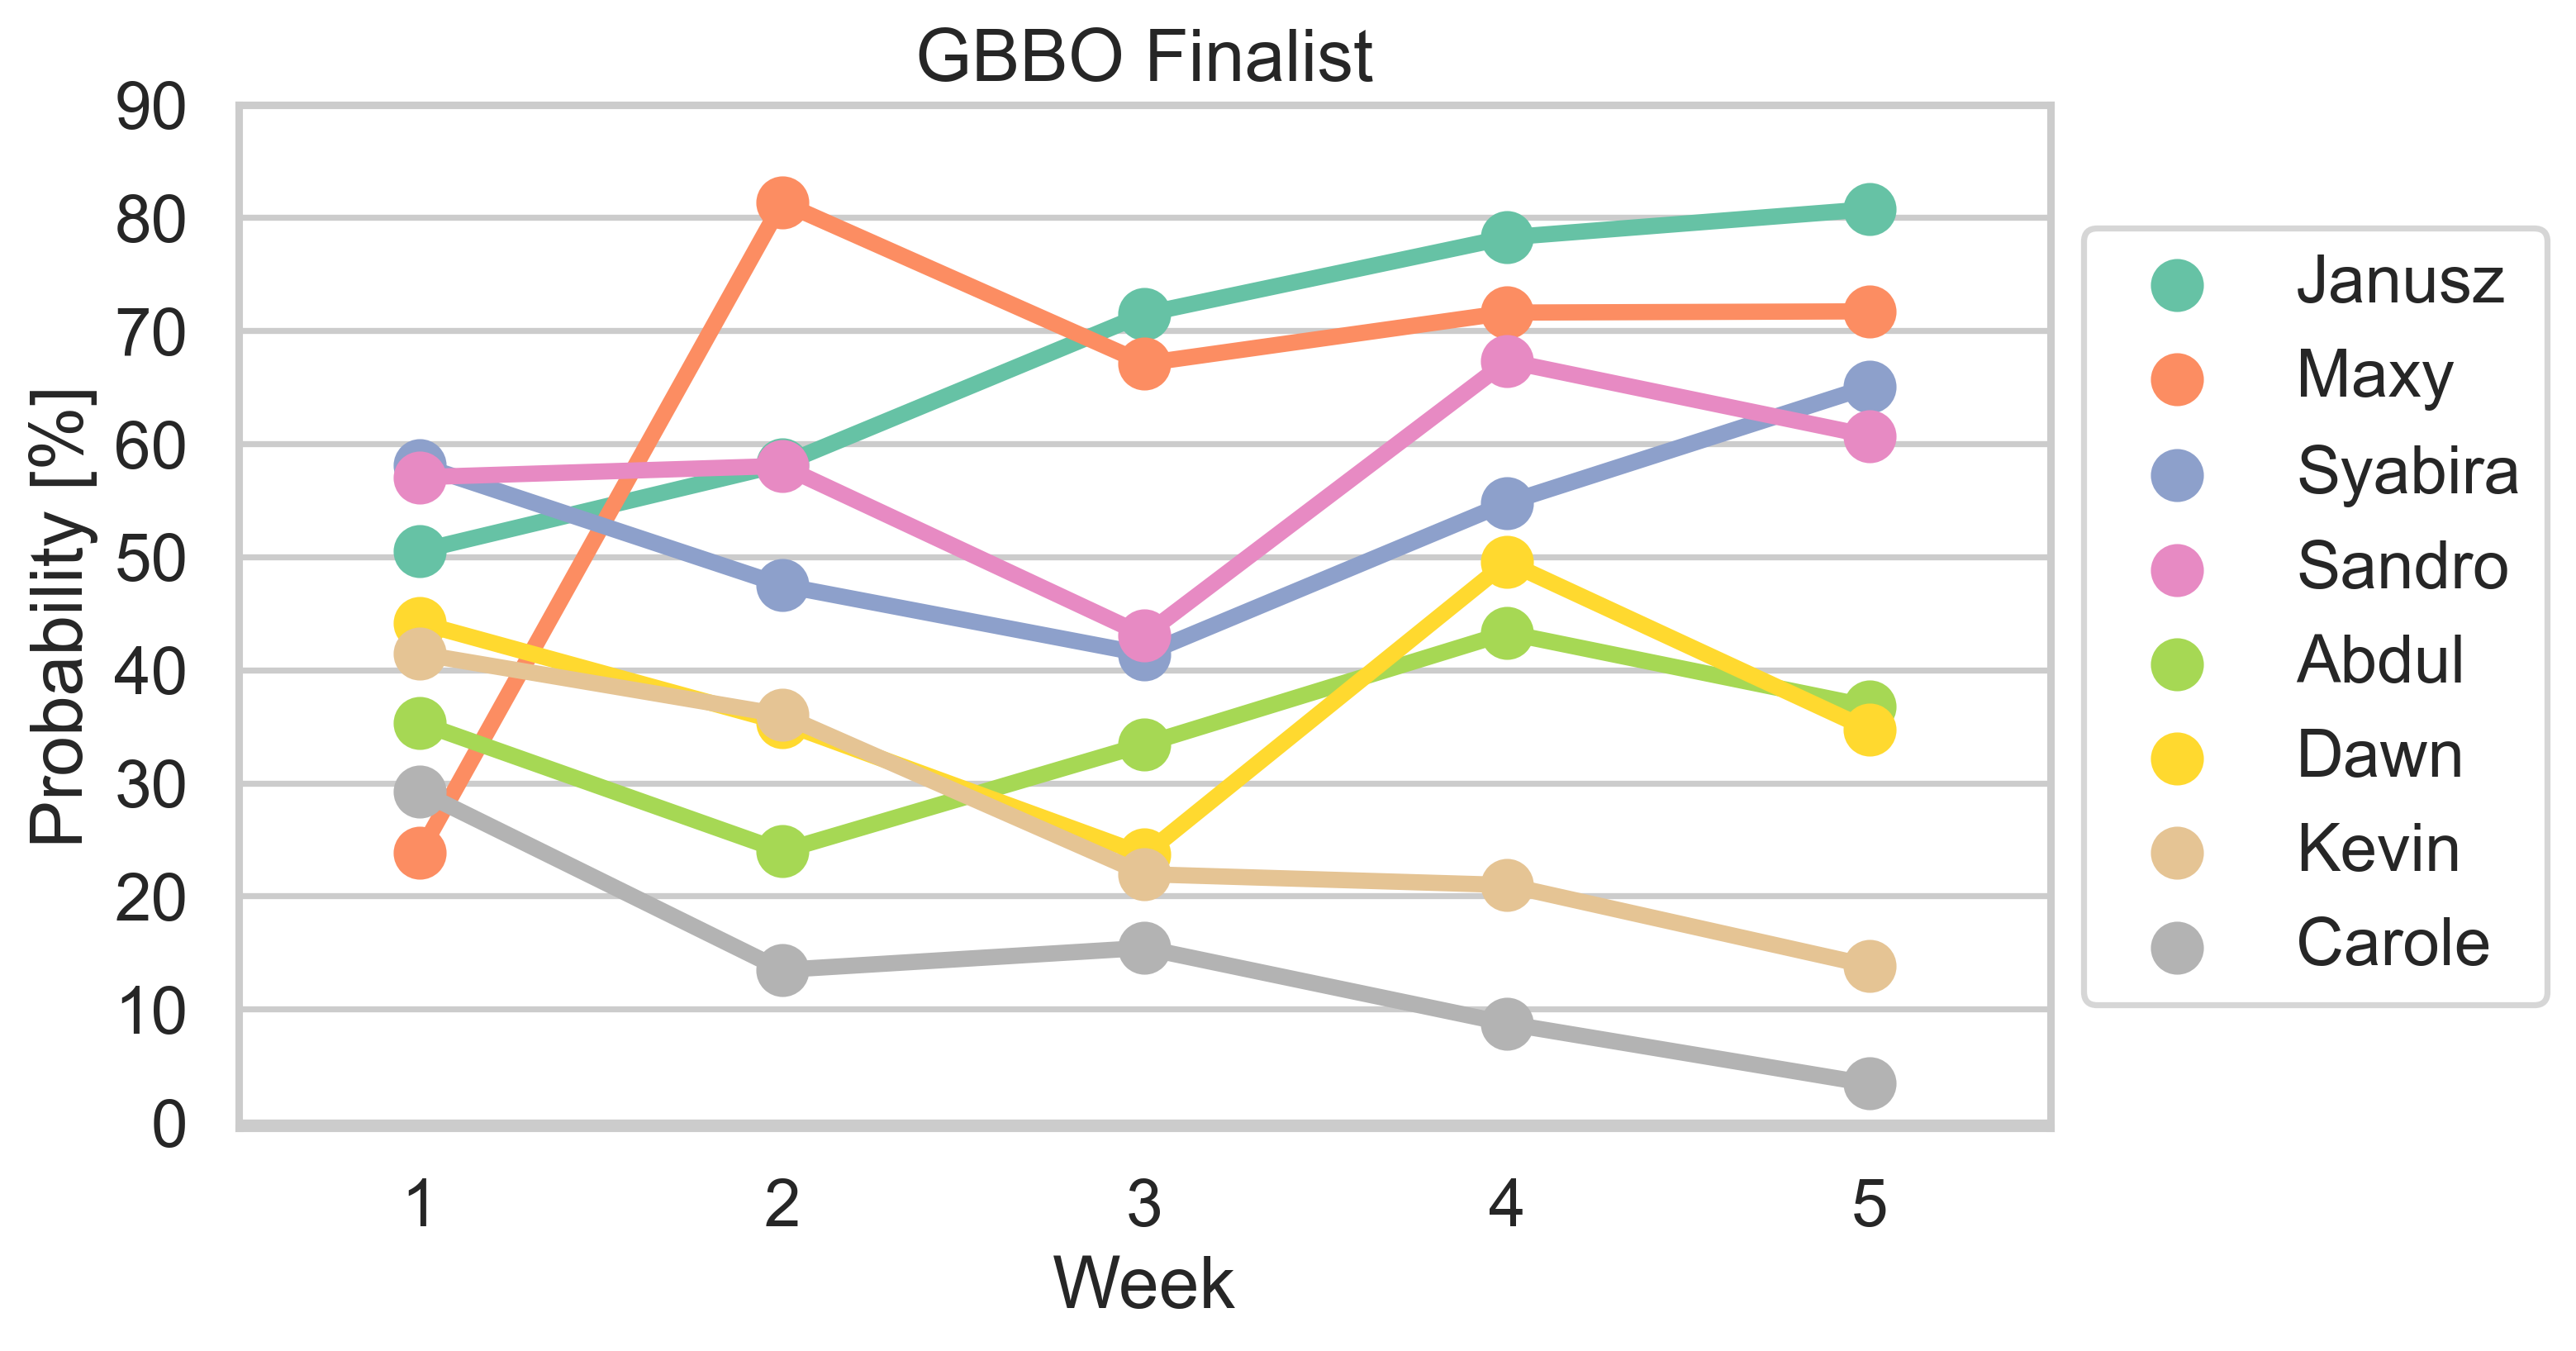 GBBO Finalist
Probability [%]
90
80
70
60
50
40
30
20
10
0
1 2 3 4 5
Week
Janusz
Maxy
Syabira
Sandro
Abdul
Dawn
Kevin
Carole